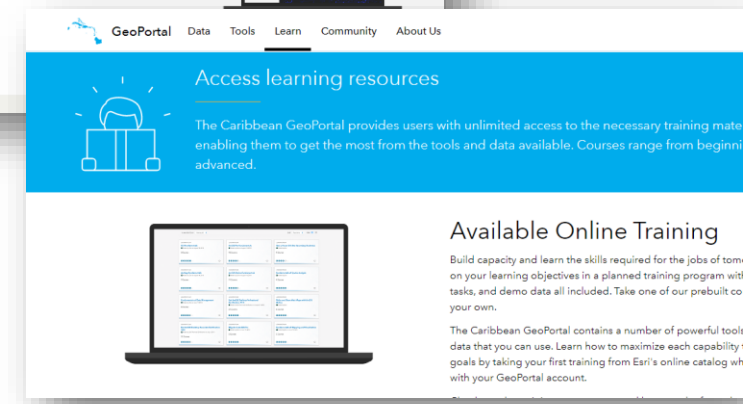 GeoPortal Data Tools Learn Community About Us
Access learning resources
The Caribbean GeoPortal provides users with unlimited access to the necessary training mate
enabling them to get the most from the tools and data available. Courses range from beginni
advanced.
Available Online Training
Build capacity and learn the skills required for the jobs of tom
on your learning objectives in a planned training program with
tasks, and demo data all included. Take one of our prebuilt co
your own.
The Caribbean GeoPortal contains a number of powerful tools
data that you can use. Learn how to maximize each capability
goals by taking your first training from Esri's online catalog wh
with your GeoPortal account.